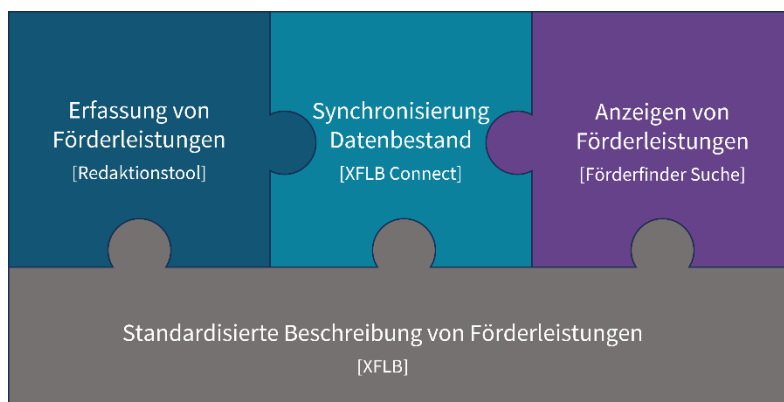 Erfassung von
Förderleistungen
[Redaktionstool]
Synchronisierung
Datenbestand
[XFLB Connect]
Anzeigen von
Förderleistungen
[Förderfinder Suche]
Standardisierte Beschreibung von Förderleistungen
[XFLB]